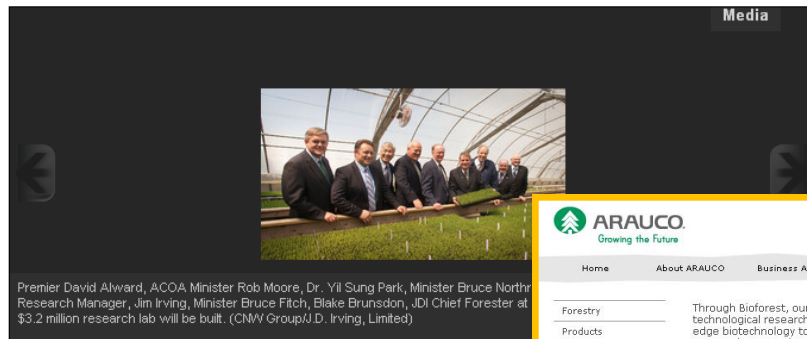 Media
Premier David Alward, ACOA Minister Rob Moore, Dr. Yil Sung Park, Minister Bruce
Research Manager, Jim Irving, Minister Bruce Fitch, Blake Brunsdon, JDI Chief Forester at
$3.2 million research lab will be built. (CNW Group/J.D. Irving, Limited)
ARAUCO
Growing the Future
Home About ARAUCO Business
Forestry
Products
Through Bioforest, our
technological research
edge biotechnology to